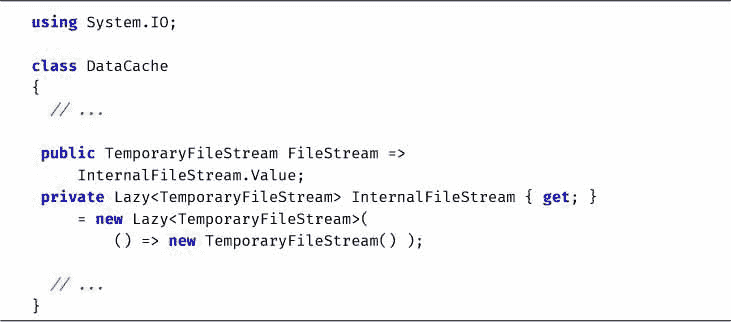 using System.IO;
class DataCache
{
// ...
public TemporaryFileStream FileStream =>
InternalFileStream.Value;
private Lazy<TemporaryFileStream> InternalFileStream { get; }
= new Lazy<TemporaryFileStream>(
() => new TemporaryFileStream() );
// ...
}